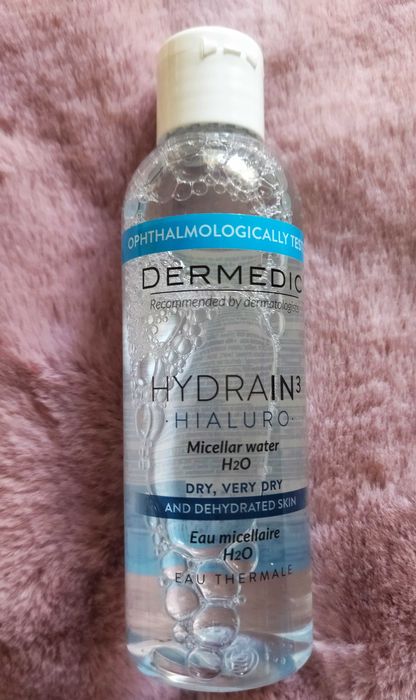 OPHTHALMOLOGICALLY
DERMEDIC
Recommended by dermatologists
HYDRAIN³
·HIALURO·
Micellar water
H2O
DRY, VERY DRY
AND DEHYDRATED SKIN
Eau micellaire
H2O
EAU THERMALE